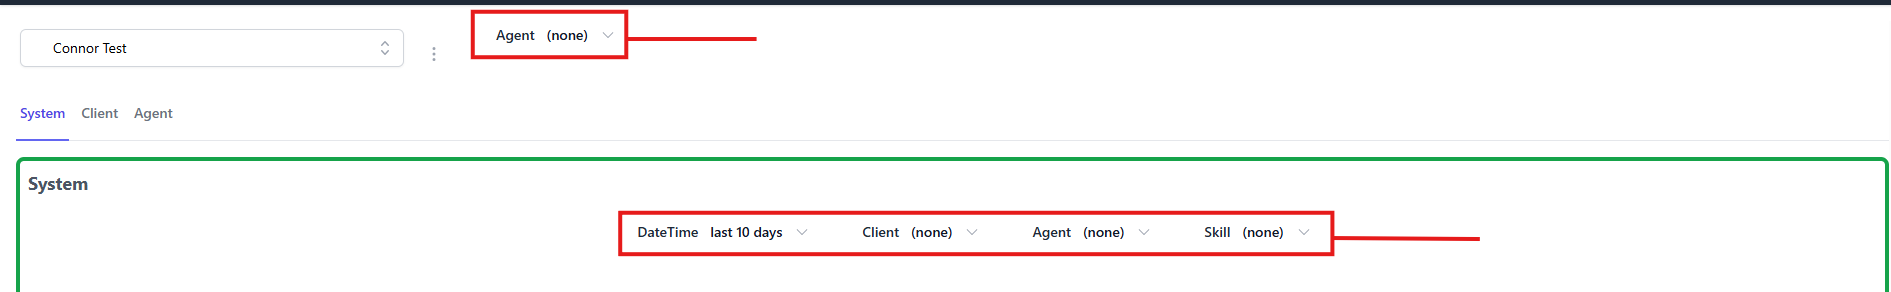 Agent (none)
Connor Test
System Client Agent
System
DateTime last 10 days Client (none) Agent (none) Skill (none)